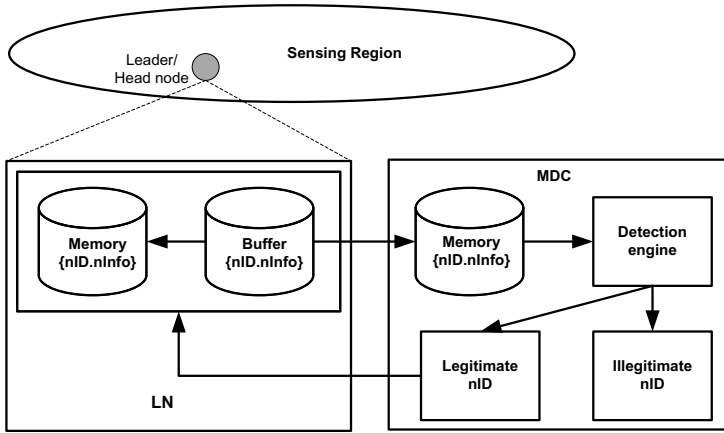 Sensing Region
Leader/
Head node
MDC
Memory
{nID.nInfo}
Buffer
{nID.nInfo}
Memory
{nID.nInfo}
Detection
engine
Legitimate
nID
Illegitimate
nID
LN